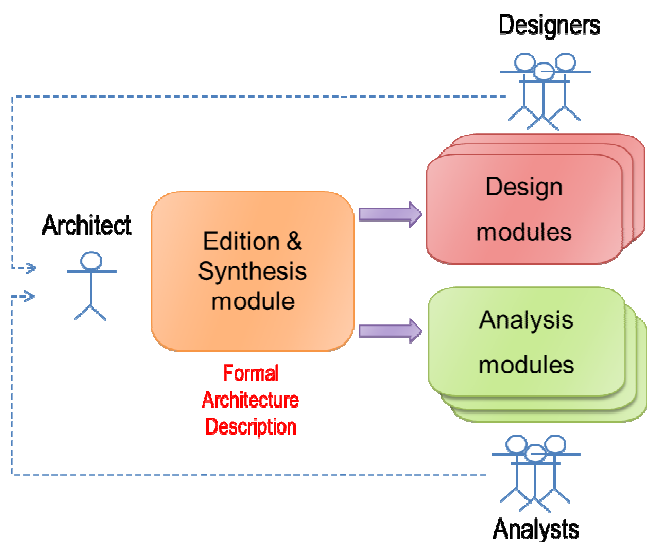 Designers
Design
modules
Architect
Edition &
Synthesis
module
Analysis
modules
Formal
Architecture
Description
Analysts